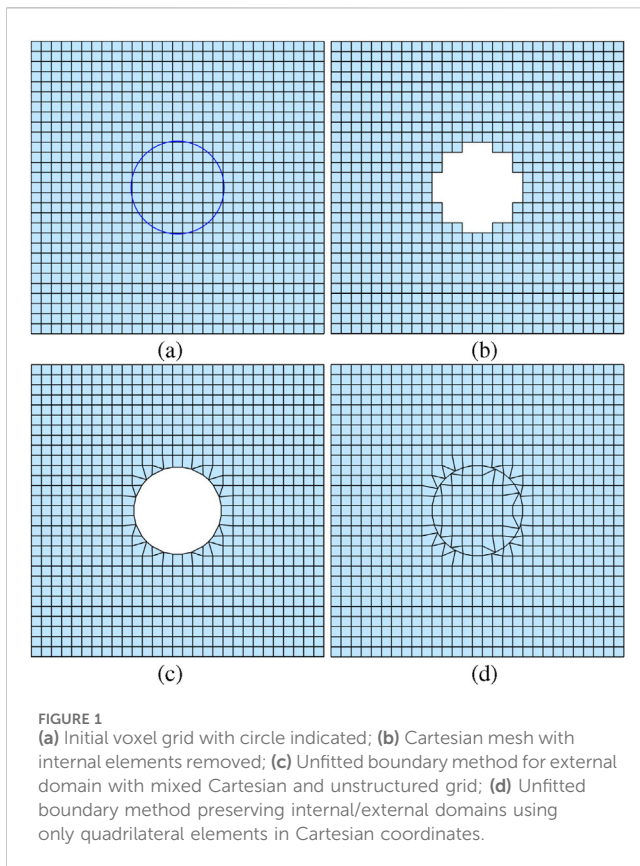 (a)
(b)
(c)
(d)
FIGURE 1
(a) Initial voxel grid with circle indicated; (b) Cartesian mesh with
internal elements removed; (c) Unfitted boundary method for external
domain with mixed Cartesian and unstructured grid; (d) Unfitted
boundary method preserving internal/external domains using
only quadrilateral elements in Cartesian coordinates.